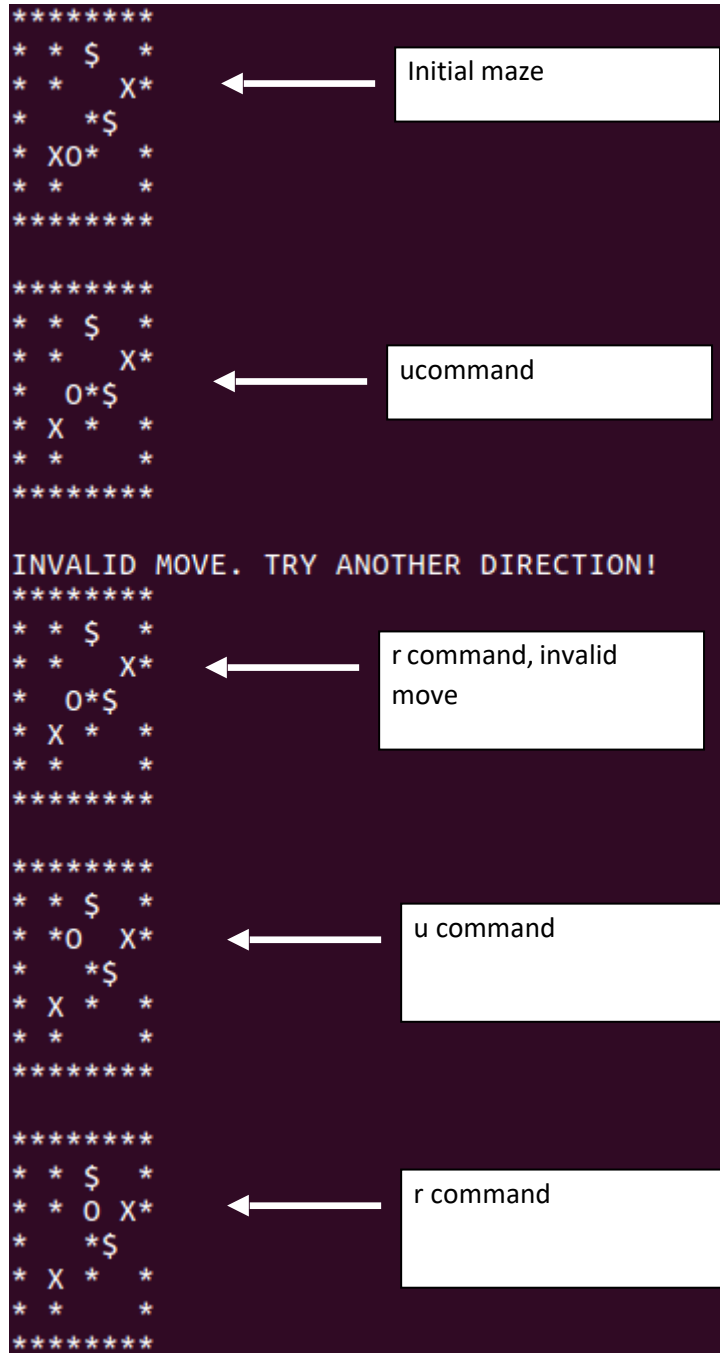 ********
* * $  *
* *   X*
*    *$
* XO*  *
* *    *
********
Initial maze
********
* * $  *
* *   X*
*  O*$
* X *  *
* *    *
********
ucommand
INVALID MOVE. TRY ANOTHER DIRECTION!
********
* * $  *
* *   X*
*  O*$
* X *  *
* *    *
********
r command, invalid
move
********
* * $  *
* *O  X*
*   *$
* X *  *
* *    *
********
u command
********
* * $  *
* * O X*
*   *$
* X *  *
* *    *
********
r command